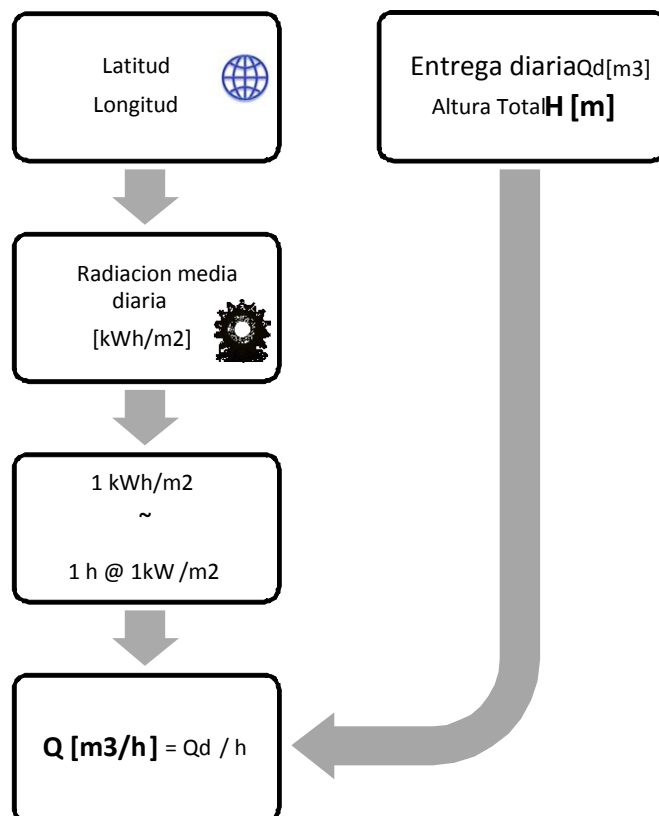 Latitud
Longitud
Entrega diariaQd[m3]
Altura TotalH [m]
Radiacion media
diaria
[kWh/m2]
1 kWh/m2
~
1 h @ 1kW /m2
Q [m3/h] = Qd / h